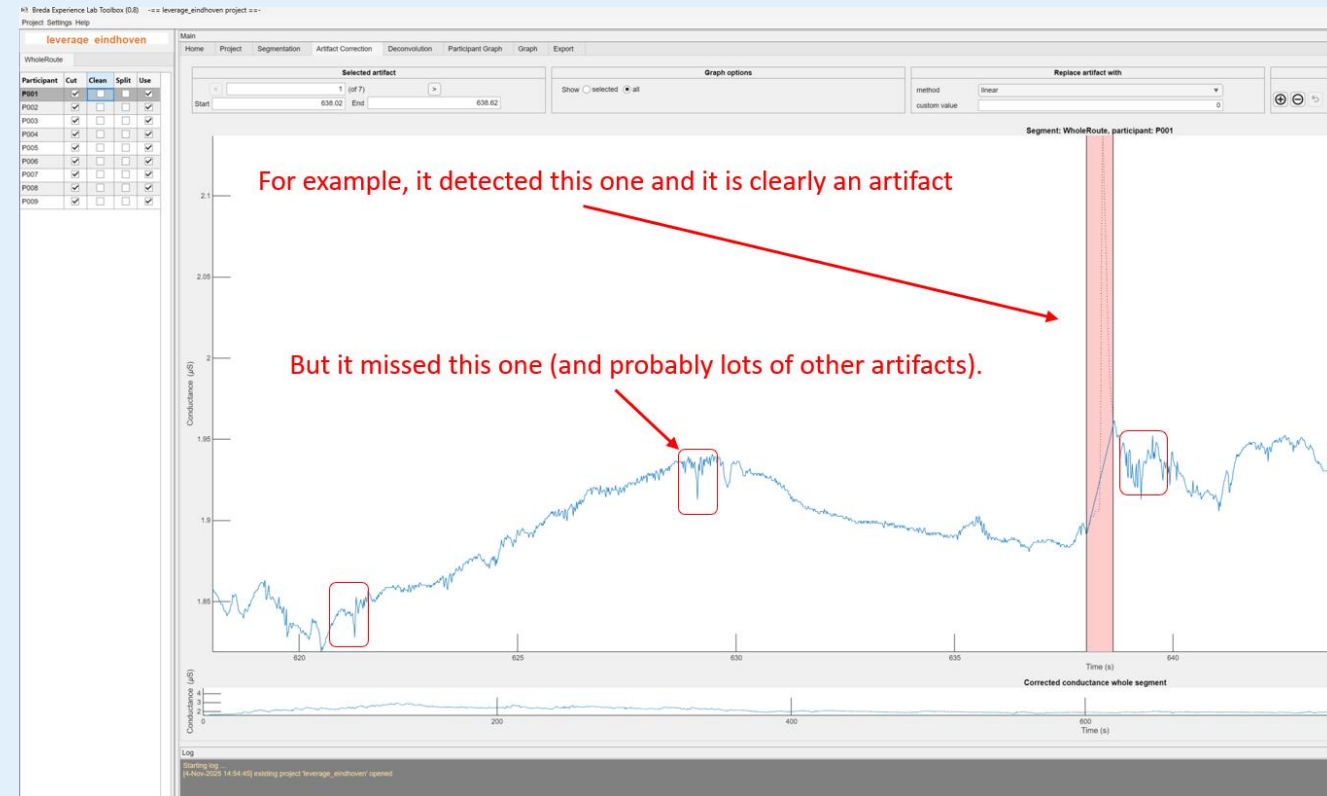 Breda Experience Lab Toolbox (0.8) -== leverage_eindhoven project ==-
Project Settings Help
leverage eindhoven
WholeRoute
Participant Cut Clean Split Use
P001
P002
P003
P004
P005
P006
P007
P008
P009
Main
Home Project Segmentation Artifact Correction Deconvolution Participant Graph Graph Export
Selected artifact
< 1 (of 7) >
Start 638.02 End 638.62
Graph options
Show selected all
Replace artifact with
method linear
custom value 0
Segment: WholeRoute, participant: P001
For example, it detected this one and it is clearly an artifact
But it missed this one (and probably lots of other artifacts).
Conductance (µS)
2.1
2.05
2
1.95
1.9
1.85
620 625 630 635 640
Time (s)
Corrected conductance whole segment
Conductance (µS)
4
3
2
0 200 400 600
Time (s)
Log
Starting log ...
[4-Nov-2025 14:54:45] existing project 'leverage_eindhoven' opened